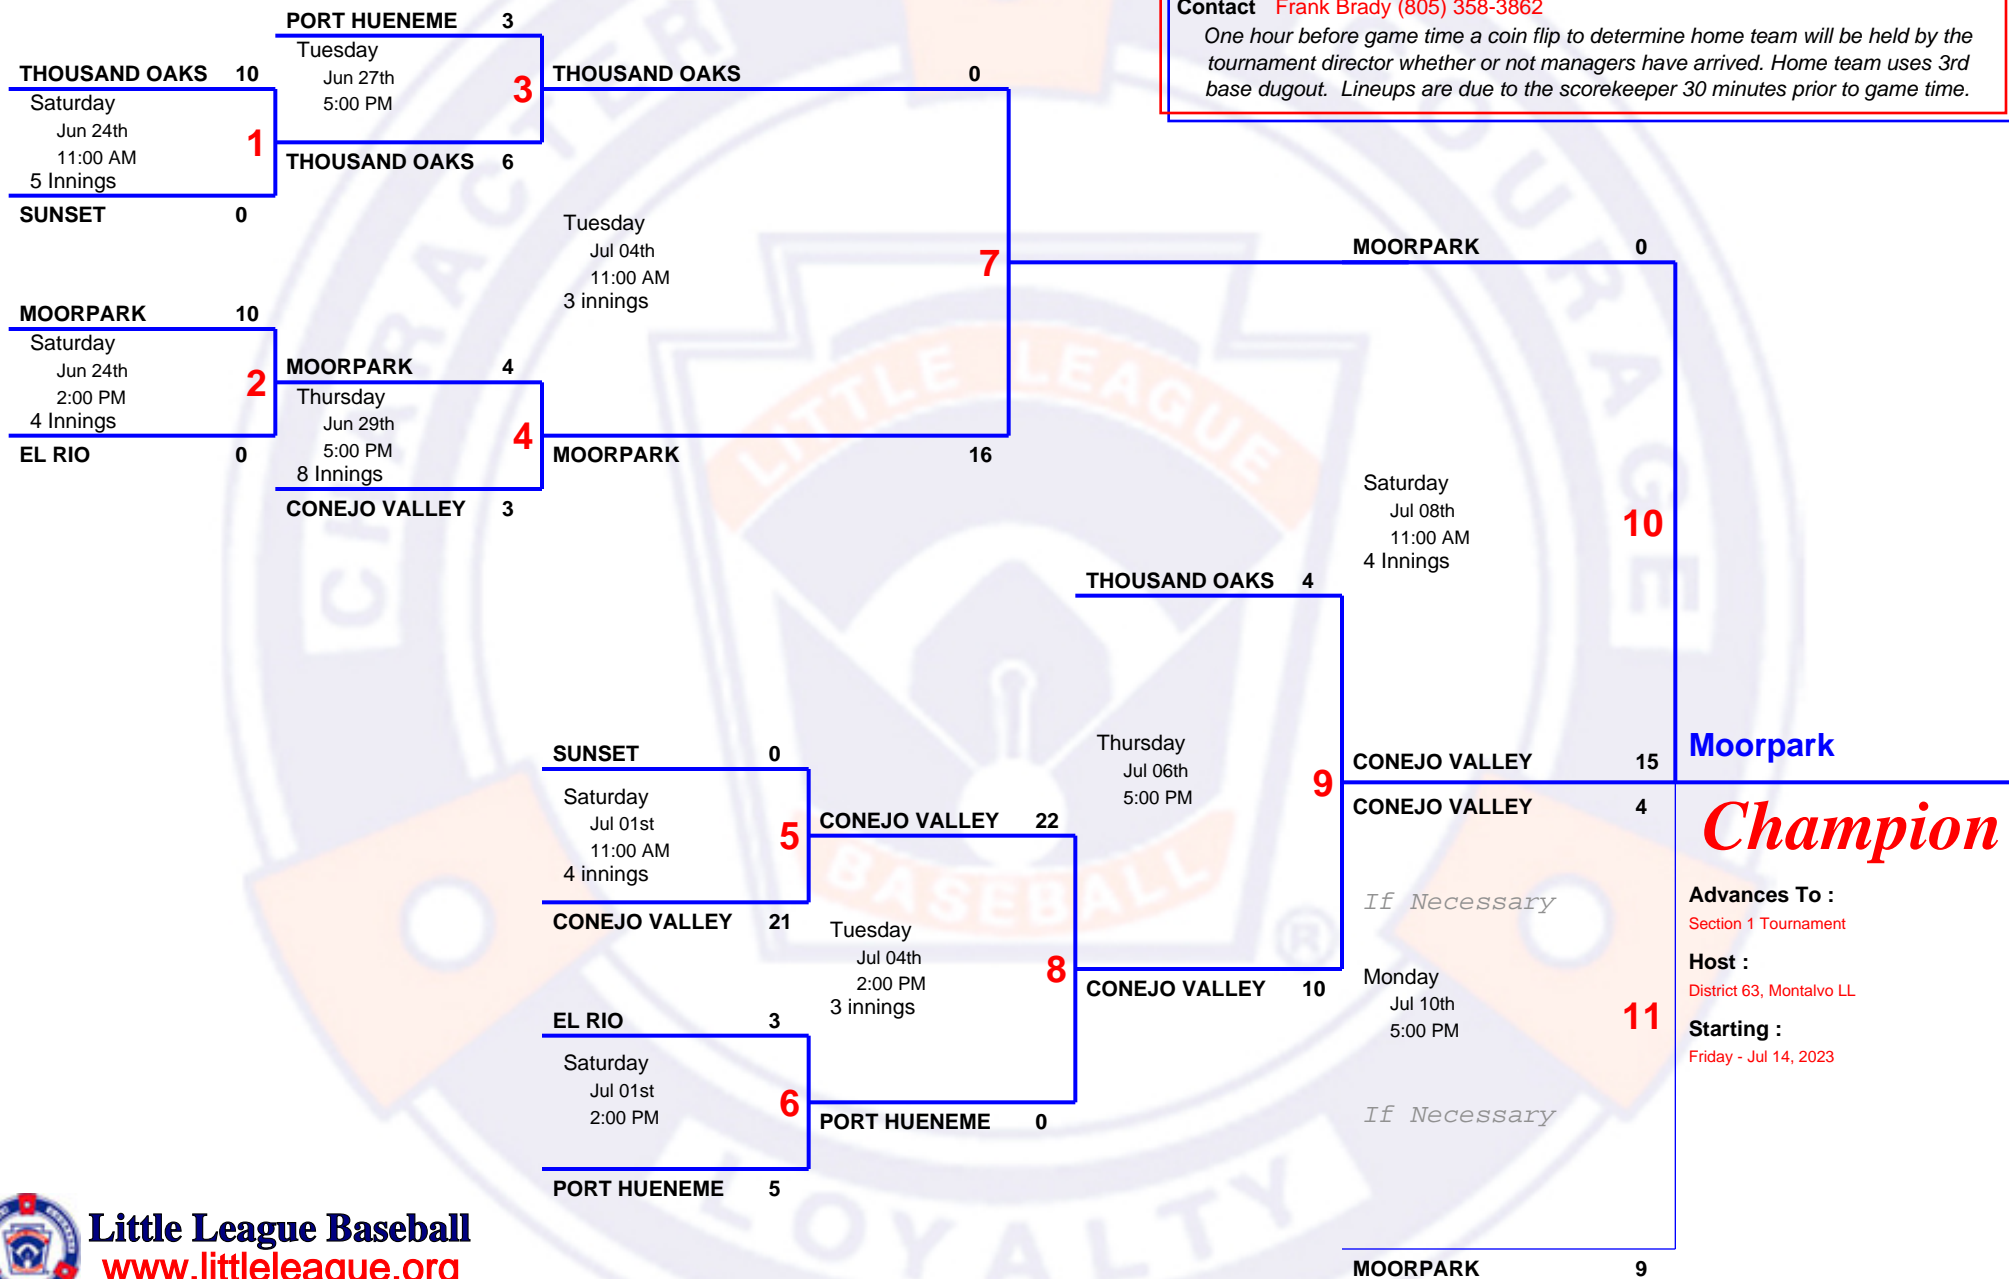 Contact Frank Brady (805) 358-3862
One hour before game time a coin flip to determine home team will be held by the
tournament director whether or not managers have arrived. Home team uses 3rd
base dugout. Lineups are due to the scorekeeper 30 minutes prior to game time.
THOUSAND OAKS 10
Saturday
Jun 24th
11:00 AM
5 Innings
1
SUNSET 0
MOORPARK 10
Saturday
Jun 24th
2:00 PM
4 Innings
2
EL RIO 0
PORT HUENEME 3
Tuesday
Jun 27th
5:00 PM
3
THOUSAND OAKS 6
MOORPARK 4
Thursday
Jun 29th
5:00 PM
8 Innings
4
CONEJO VALLEY 3
THOUSAND OAKS 0
Tuesday
Jul 04th
11:00 AM
3 innings
7
MOORPARK 16
SUNSET 0
Saturday
Jul 01st
11:00 AM
4 innings
5
CONEJO VALLEY 21
EL RIO 3
Saturday
Jul 01st
2:00 PM
6
PORT HUENEME 5
CONEJO VALLEY 22
Tuesday
Jul 04th
2:00 PM
3 innings
8
PORT HUENEME 0
THOUSAND OAKS 4
Thursday
Jul 06th
5:00 PM
9
CONEJO VALLEY 10
MOORPARK 0
Saturday
Jul 08th
11:00 AM
4 Innings
10
CONEJO VALLEY 15
CONEJO VALLEY 4
If Necessary
Monday
Jul 10th
5:00 PM
11
If Necessary
MOORPARK 9
Moorpark
Champion
Advances To :
Section 1 Tournament
Host :
District 63, Montalvo LL
Starting :
Friday - Jul 14, 2023
CHARACTER
COURAGE
LOYALTY
LITTLE LEAGUE
BASEBALL
®
Little League Baseball
www.littleleague.org